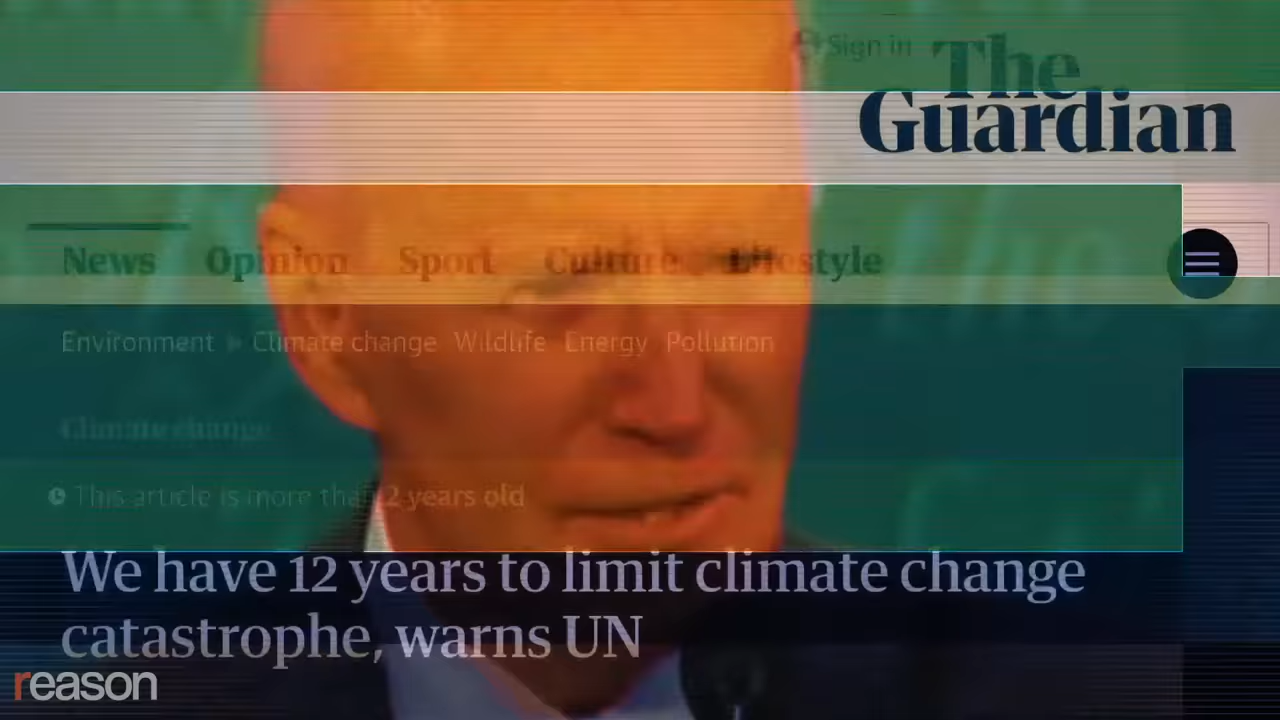 Sign in
The
Guardian
News Opinion Sport Culture Lifestyle
Environment Climate change Wildlife Energy Pollution
Climate change
This article is more than 2 years old
We have 12 years to limit climate change
catastrophe, warns UN
reason